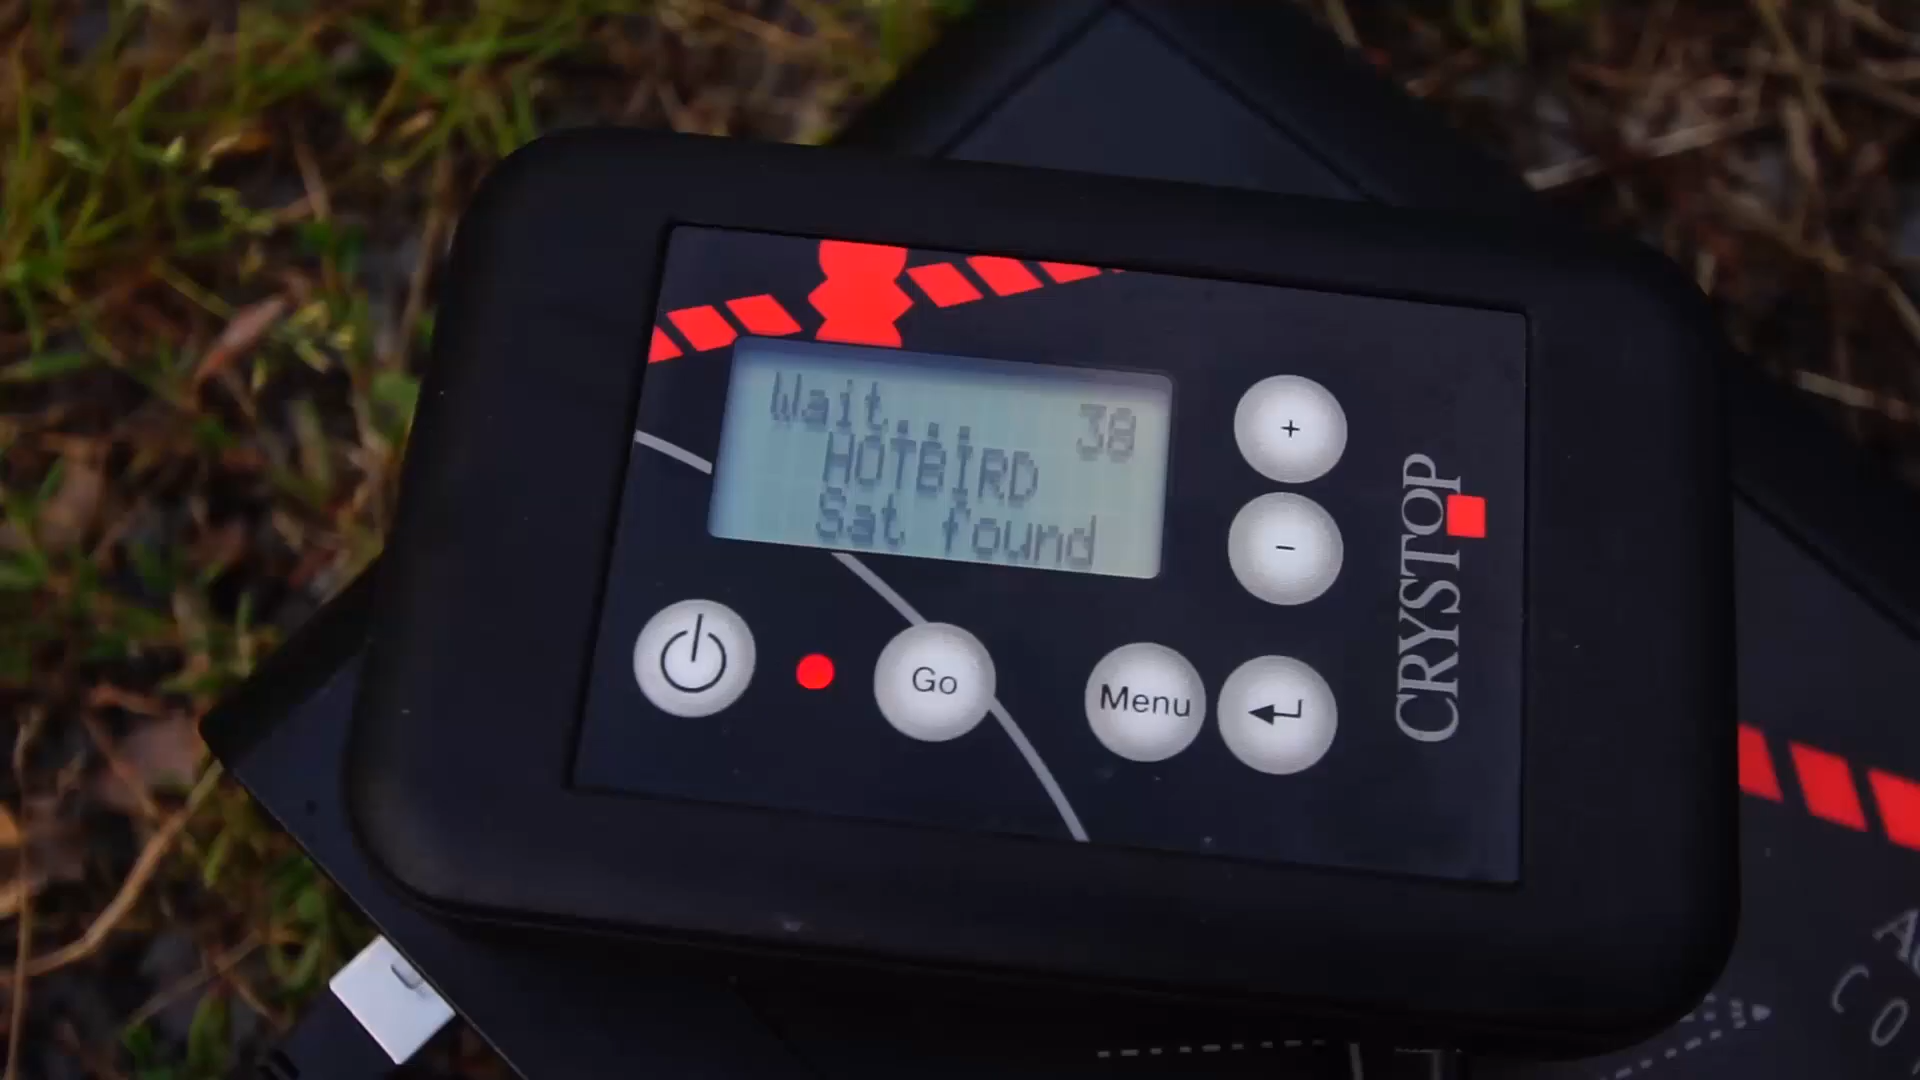 Wait... 38
HOTBIRD
Sat found
+
-
Go
Menu
CRYSTOP